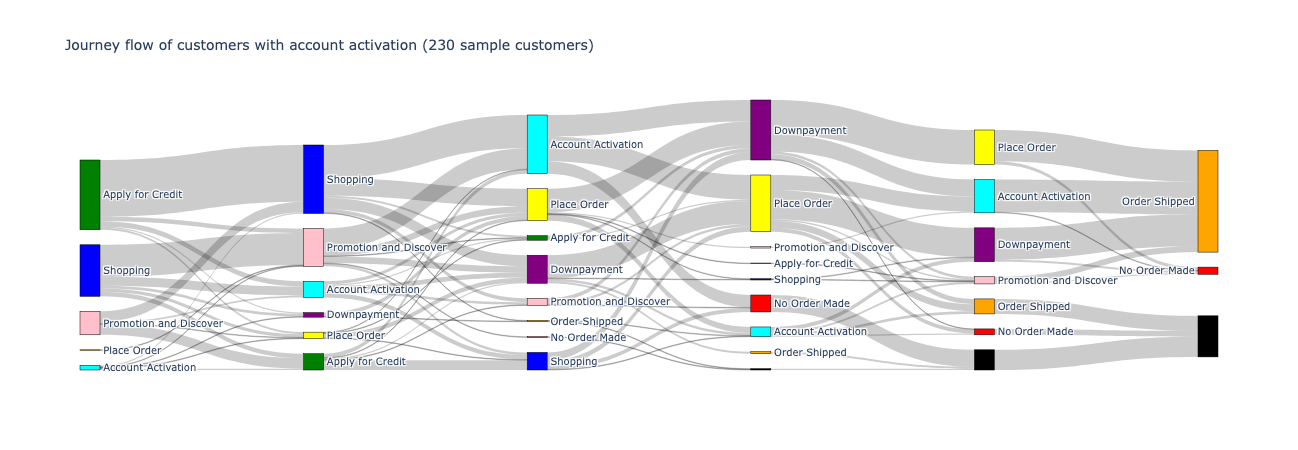 Journey flow of customers with account activation (230 sample customers)
Apply for Credit
Shopping
Promotion and Discover
Place Order
Account Activation
Shopping
Promotion and Discover
Account Activation
Downpayment
Place Order
Apply for Credit
Account Activation
Place Order
Apply for Credit
Downpayment
Promotion and Discover
Order Shipped
No Order Made
Shopping
Downpayment
Place Order
Promotion and Discover
Apply for Credit
Shopping
No Order Made
Account Activation
Order Shipped
Place Order
Account Activation
Downpayment
Promotion and Discover
Order Shipped
No Order Made
Order Shipped
No Order Made